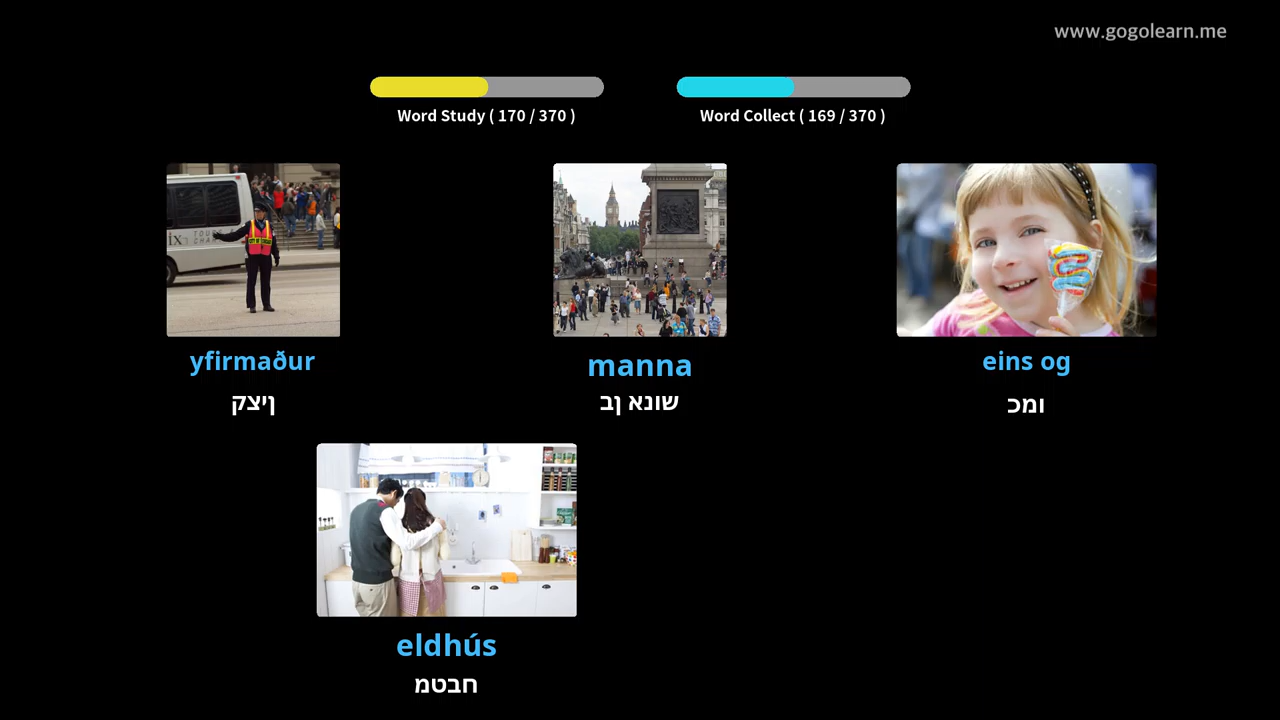 www.gogolearn.me
Word Study ( 170 / 370 )
Word Collect ( 169 / 370 )
yfirmaður
קצין
manna
בן אנוש
eins og
כמו
eldhús
מטבח